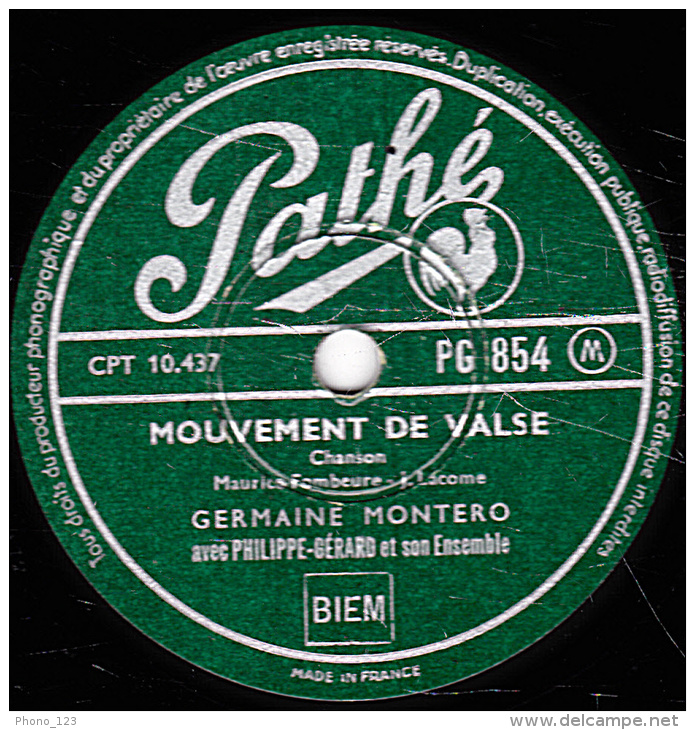 Tous droits du producteur phonographique et du propriétaire de l'œuvre enregistrée réservés. Duplication, exécution publique, radiodiffusion de ce disque interdites
Pathé
CPT 10.437
PG 854 M
MOUVEMENT DE VALSE
Chanson
Maurice Fombeure - J. Lacome
GERMAINE MONTERO
avec PHILIPPE-GÉRARD et son Ensemble
BIEM
MADE IN FRANCE
Phono_123
delcampe.net